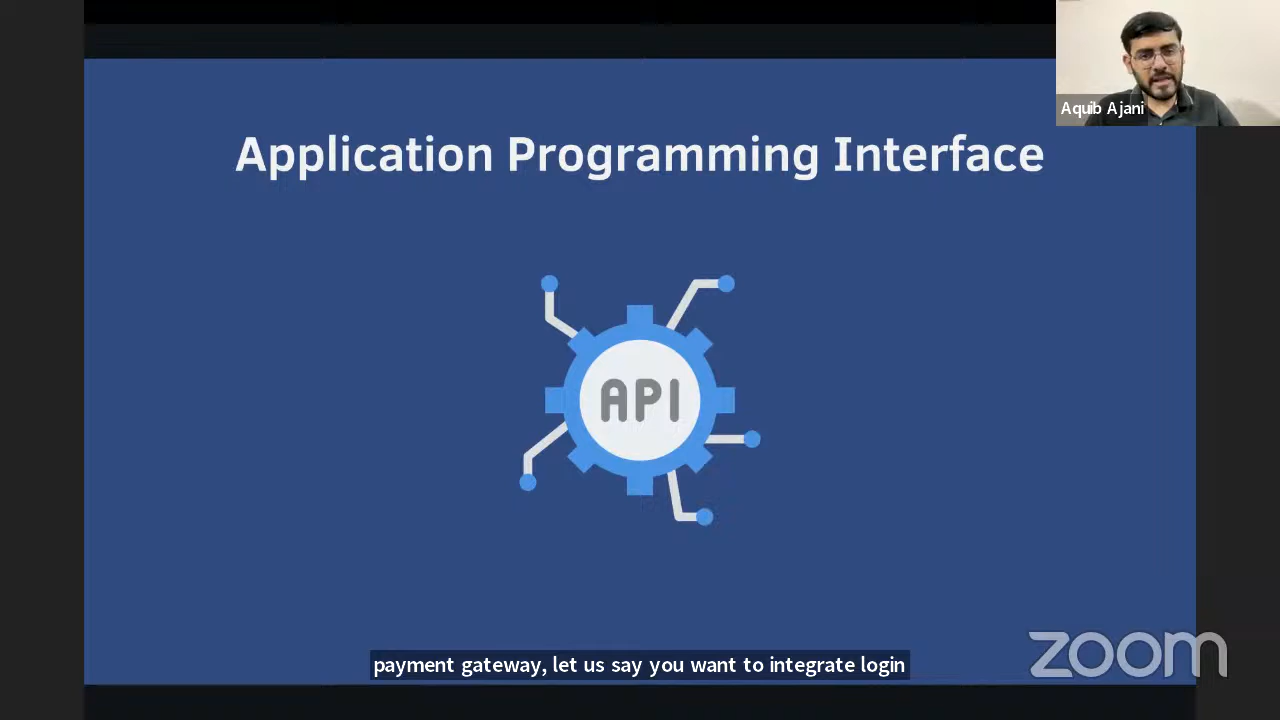 Aquib Ajani
Application Programming Interface
API
payment gateway, let us say you want to integrate login
zoom